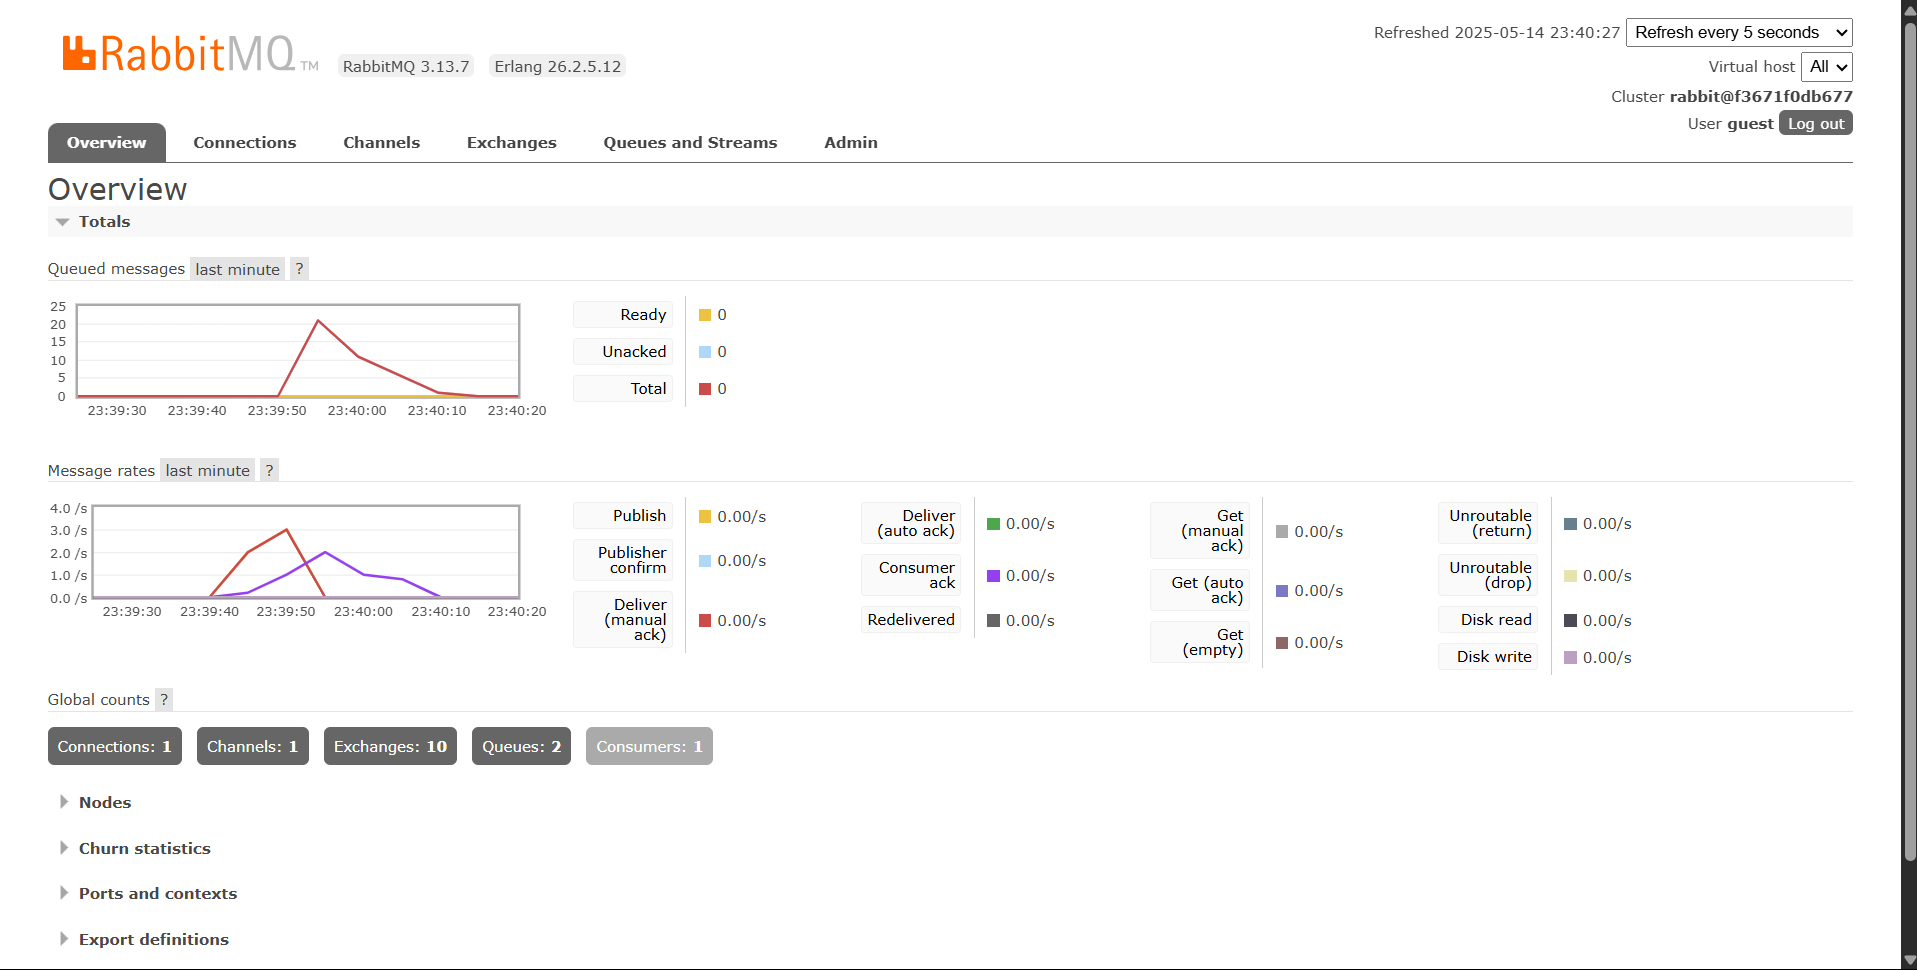 RabbitMQ TM RabbitMQ 3.13.7 Erlang 26.2.5.12
Refreshed 2025-05-14 23:40:27 Refresh every 5 seconds
Virtual host All
Cluster rabbit@f3671f0db677
User guest Log out
Overview Connections Channels Exchanges Queues and Streams Admin
Overview
Totals
Queued messages last minute ?
25
20
15
10
5
0
23:39:30 23:39:40 23:39:50 23:40:00 23:40:10 23:40:20
Ready 0
Unacked 0
Total 0
Message rates last minute ?
4.0 /s
3.0 /s
2.0 /s
1.0 /s
0.0 /s
23:39:30 23:39:40 23:39:50 23:40:00 23:40:10 23:40:20
Publish 0.00/s
Publisher
confirm 0.00/s
Deliver
(manual
ack) 0.00/s
Deliver
(auto ack) 0.00/s
Consumer
ack 0.00/s
Redelivered 0.00/s
Get
(manual
ack) 0.00/s
Get (auto
ack) 0.00/s
Get
(empty) 0.00/s
Unroutable
(return) 0.00/s
Unroutable
(drop) 0.00/s
Disk read 0.00/s
Disk write 0.00/s
Global counts ?
Connections: 1 Channels: 1 Exchanges: 10 Queues: 2 Consumers: 1
Nodes
Churn statistics
Ports and contexts
Export definitions